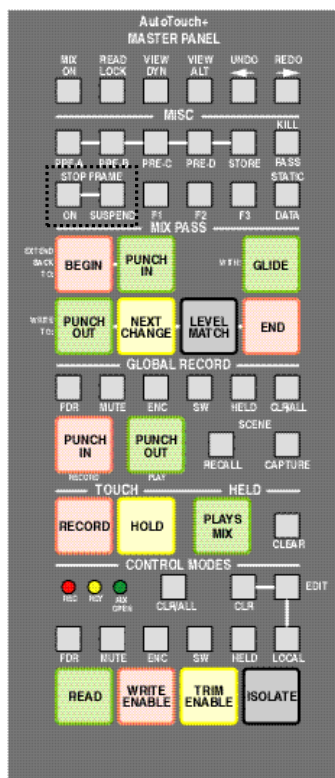 AutoTouch+
MASTER PANEL
MIX ON
READ LOCK
VIEW DYN
VIEW ALT
UNDO
REDO
MISC
KILL
PRE-A
PRE-B
PRE-C
PRE-D
STORE
PASS
STOP FRAME
STATIC
ON
SUSPEND
F1
F2
F3
DATA
MIX PASS
EXTEND BACK TO:
BEGIN
PUNCH IN
WITH:
GLIDE
WRITE TO:
PUNCH OUT
NEXT CHANGE
LEVEL MATCH
END
GLOBAL RECORD
FDR
MUTE
ENC
SW
HELD
CLR/ALL
PUNCH IN
PUNCH OUT
SCENE
RECORD
PLAY
RECALL
CAPTURE
TOUCH
HELD
RECORD
HOLD
PLAYS MIX
CLEAR
CONTROL MODES
REC
CLR/ALL
CLR
EDIT
FDR
MUTE
ENC
SW
HELD
LOCAL
READ
WRITE ENABLE
TRIM ENABLE
ISOLATE